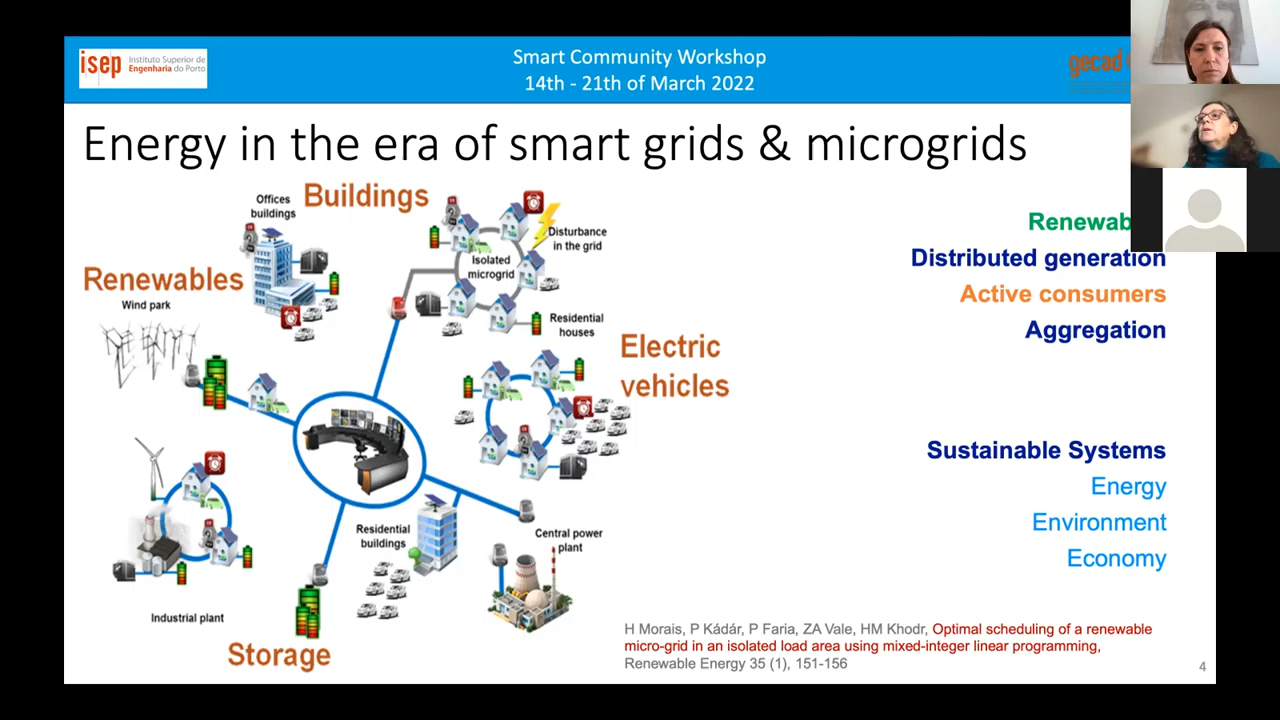 isep
Instituto Superior de
Engenharia do Porto
Smart Community Workshop
14th - 21th of March 2022
gecad
Energy in the era of smart grids & microgrids
Buildings
Offices
buildings
Disturbance
in the grid
Isolated
microgrid
Renewables
Wind park
Residential
houses
Electric
vehicles
Residential
buildings
Central power
plant
Industrial plant
Storage
Renewab
Distributed generation
Active consumers
Aggregation
Sustainable Systems
Energy
Environment
Economy
H Morais, P Kádár, P Faria, ZA Vale, HM Khodr, Optimal scheduling of a renewable
micro-grid in an isolated load area using mixed-integer linear programming,
Renewable Energy 35 (1), 151-156
4